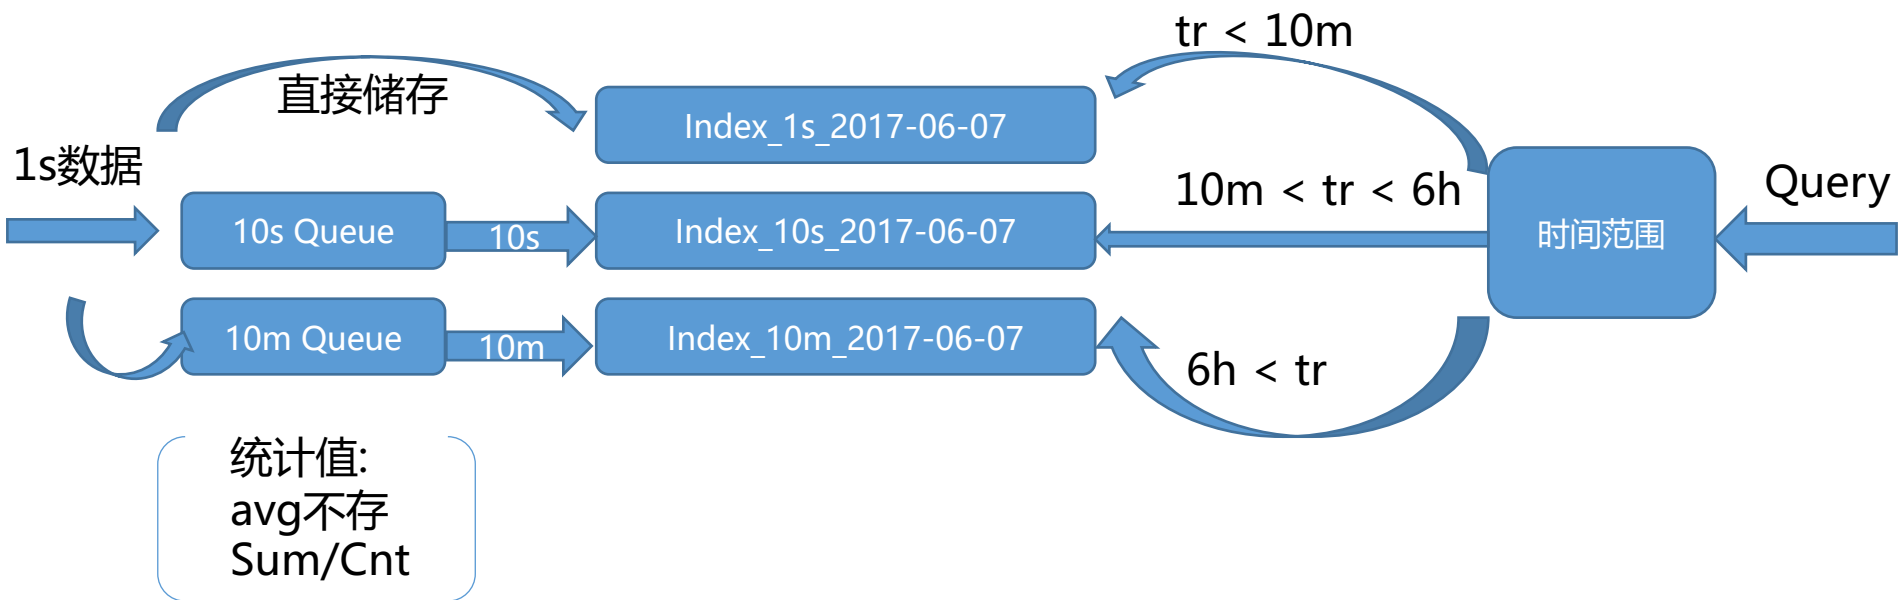 tr < 10m
直接储存
Index_1s_2017-06-07
1s数据
10m < tr < 6h
Query
10s Queue
10s
Index_10s_2017-06-07
时间范围
10m Queue
10m
Index_10m_2017-06-07
6h < tr
统计值:
avg不存
Sum/Cnt